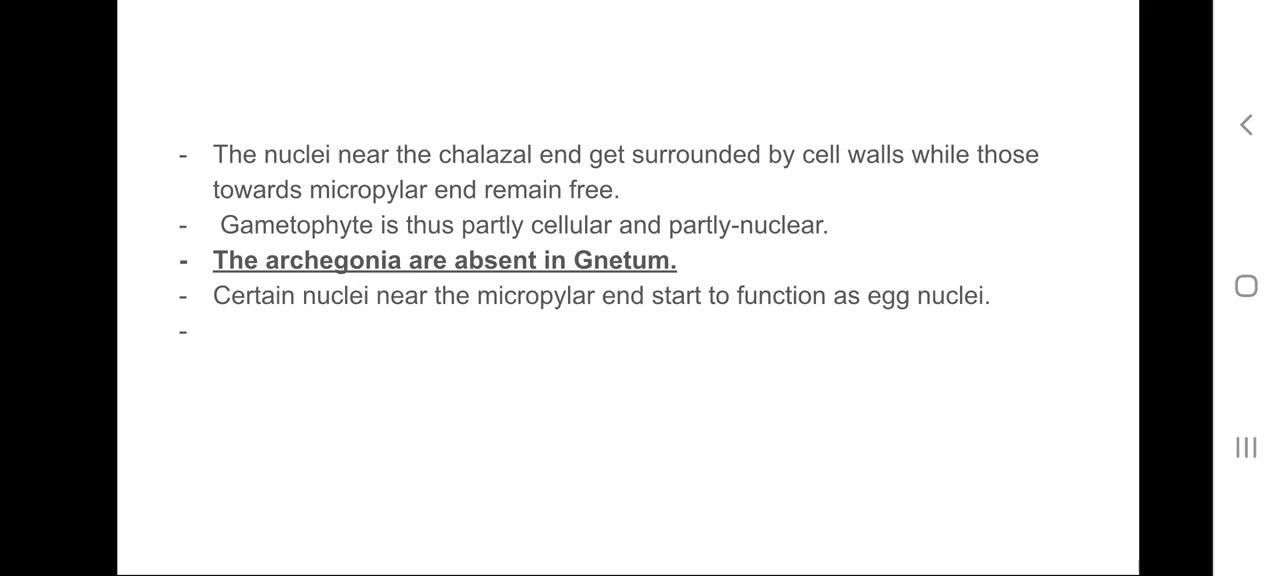 - The nuclei near the chalazal end get surrounded by cell walls while those
towards micropylar end remain free.
- Gametophyte is thus partly cellular and partly-nuclear.
- The archegonia are absent in Gnetum.
- Certain nuclei near the micropylar end start to function as egg nuclei.
-